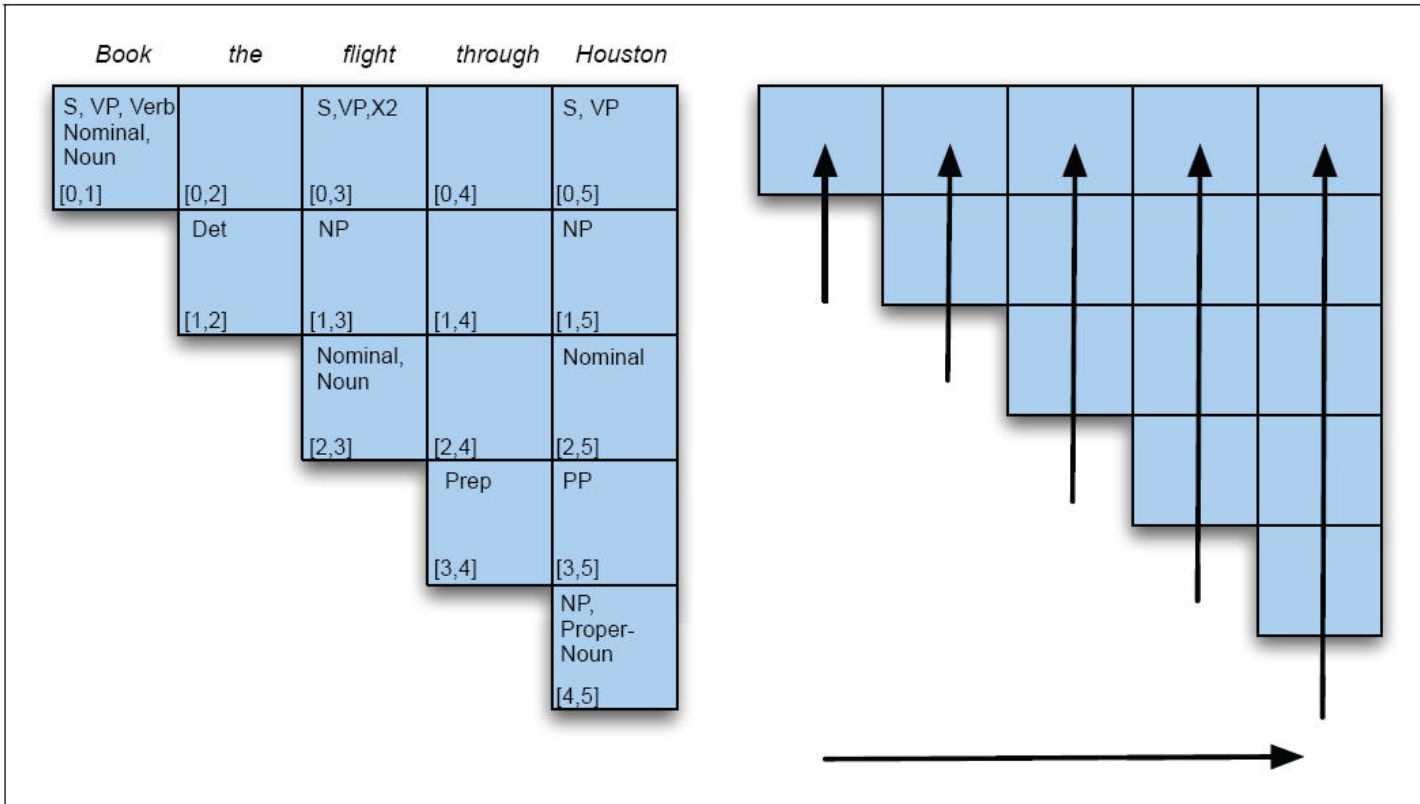 Book the flight through Houston
S, VP, Verb
Nominal,
Noun
[0,1]
[0,2]
S,VP,X2
[0,3]
[0,4]
S, VP
[0,5]
Det
[1,2]
NP
[1,3]
[1,4]
NP
[1,5]
Nominal,
Noun
[2,3]
[2,4]
Nominal
[2,5]
Prep
[3,4]
PP
[3,5]
NP,
Proper-
Noun
[4,5]